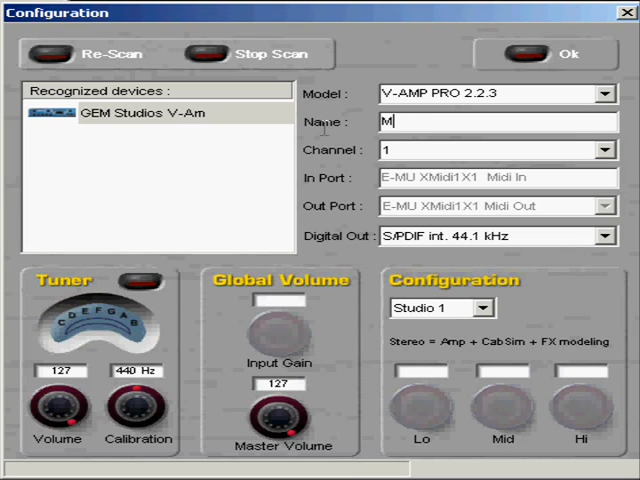 Configuration
Re-Scan
Stop Scan
Ok
Recognized devices :
GEM Studios V-Am
Model :
V-AMP PRO 2.2.3
Name :
M
Channel :
1
In Port :
E-MU XMidi1X1 Midi In
Out Port :
E-MU XMidi1X1 Midi Out
Digital Out :
S/PDIF int. 44.1 kHz
Tuner
C D E F G A B
127
440 Hz
Volume
Calibration
Global Volume
Input Gain
127
Master Volume
Configuration
Studio 1
Stereo = Amp + CabSim + FX modeling
Lo
Mid
Hi